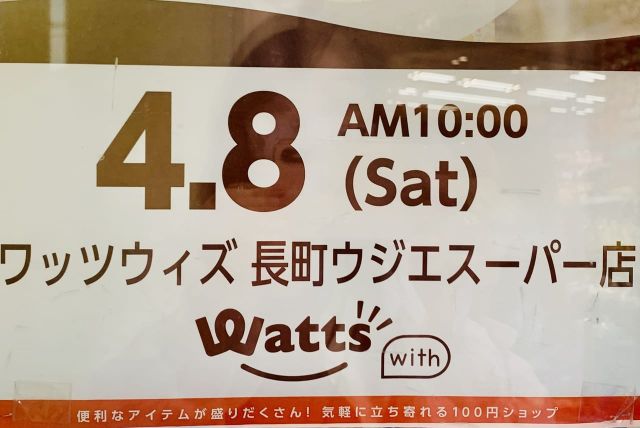 4.8 AM10:00
(Sat)
ワッツウィズ 長町ウジエスーパー店
Watts with
便利なアイテムが盛りだくさん! 気軽に立ち寄れる100円ショップ